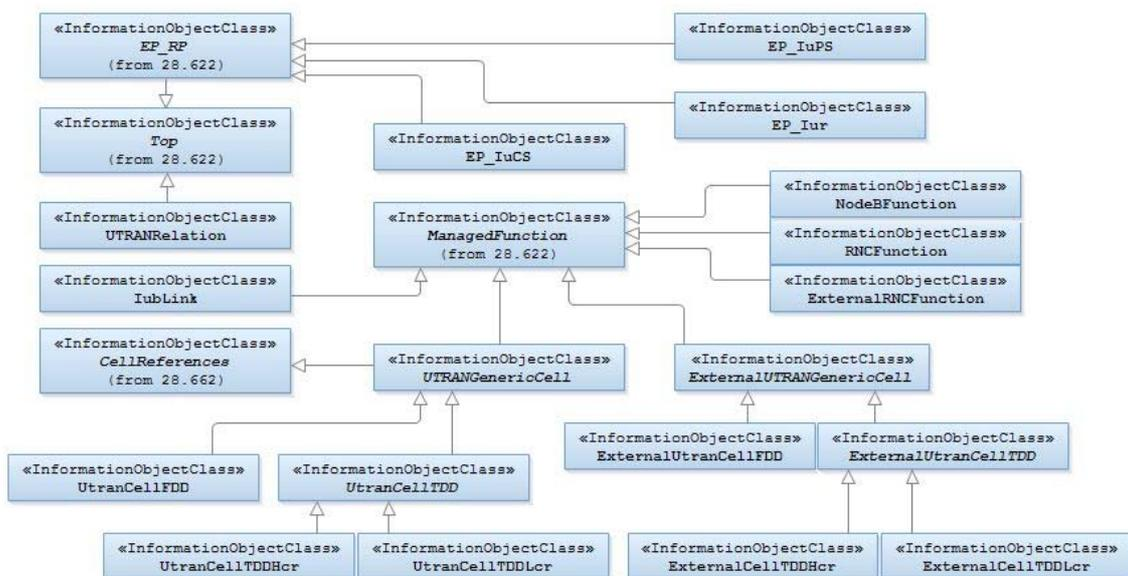 «InformationObjectClass»
EP_RP
(from 28.622)
«InformationObjectClass»
EP_IuPS
«InformationObjectClass»
Top
(from 28.622)
«InformationObjectClass»
EP_IuCS
«InformationObjectClass»
EP_Iur
«InformationObjectClass»
UTRANRelation
«InformationObjectClass»
ManagedFunction
(from 28.622)
«InformationObjectClass»
NodeBFunction
«InformationObjectClass»
RNCFunction
«InformationObjectClass»
ExternalRNCFunction
«InformationObjectClass»
IubLink
«InformationObjectClass»
CellReferences
(from 28.662)
«InformationObjectClass»
UTRANGenericCell
«InformationObjectClass»
ExternalUTRANGenericCell
«InformationObjectClass»
UtranCellFDD
«InformationObjectClass»
UtranCellTDD
«InformationObjectClass»
ExternalUtranCellFDD
«InformationObjectClass»
ExternalUtranCellTDD
«InformationObjectClass»
UtranCellTDDHcr
«InformationObjectClass»
UtranCellTDDLcr
«InformationObjectClass»
ExternalCellTDDHcr
«InformationObjectClass»
ExternalCellTDDLcr